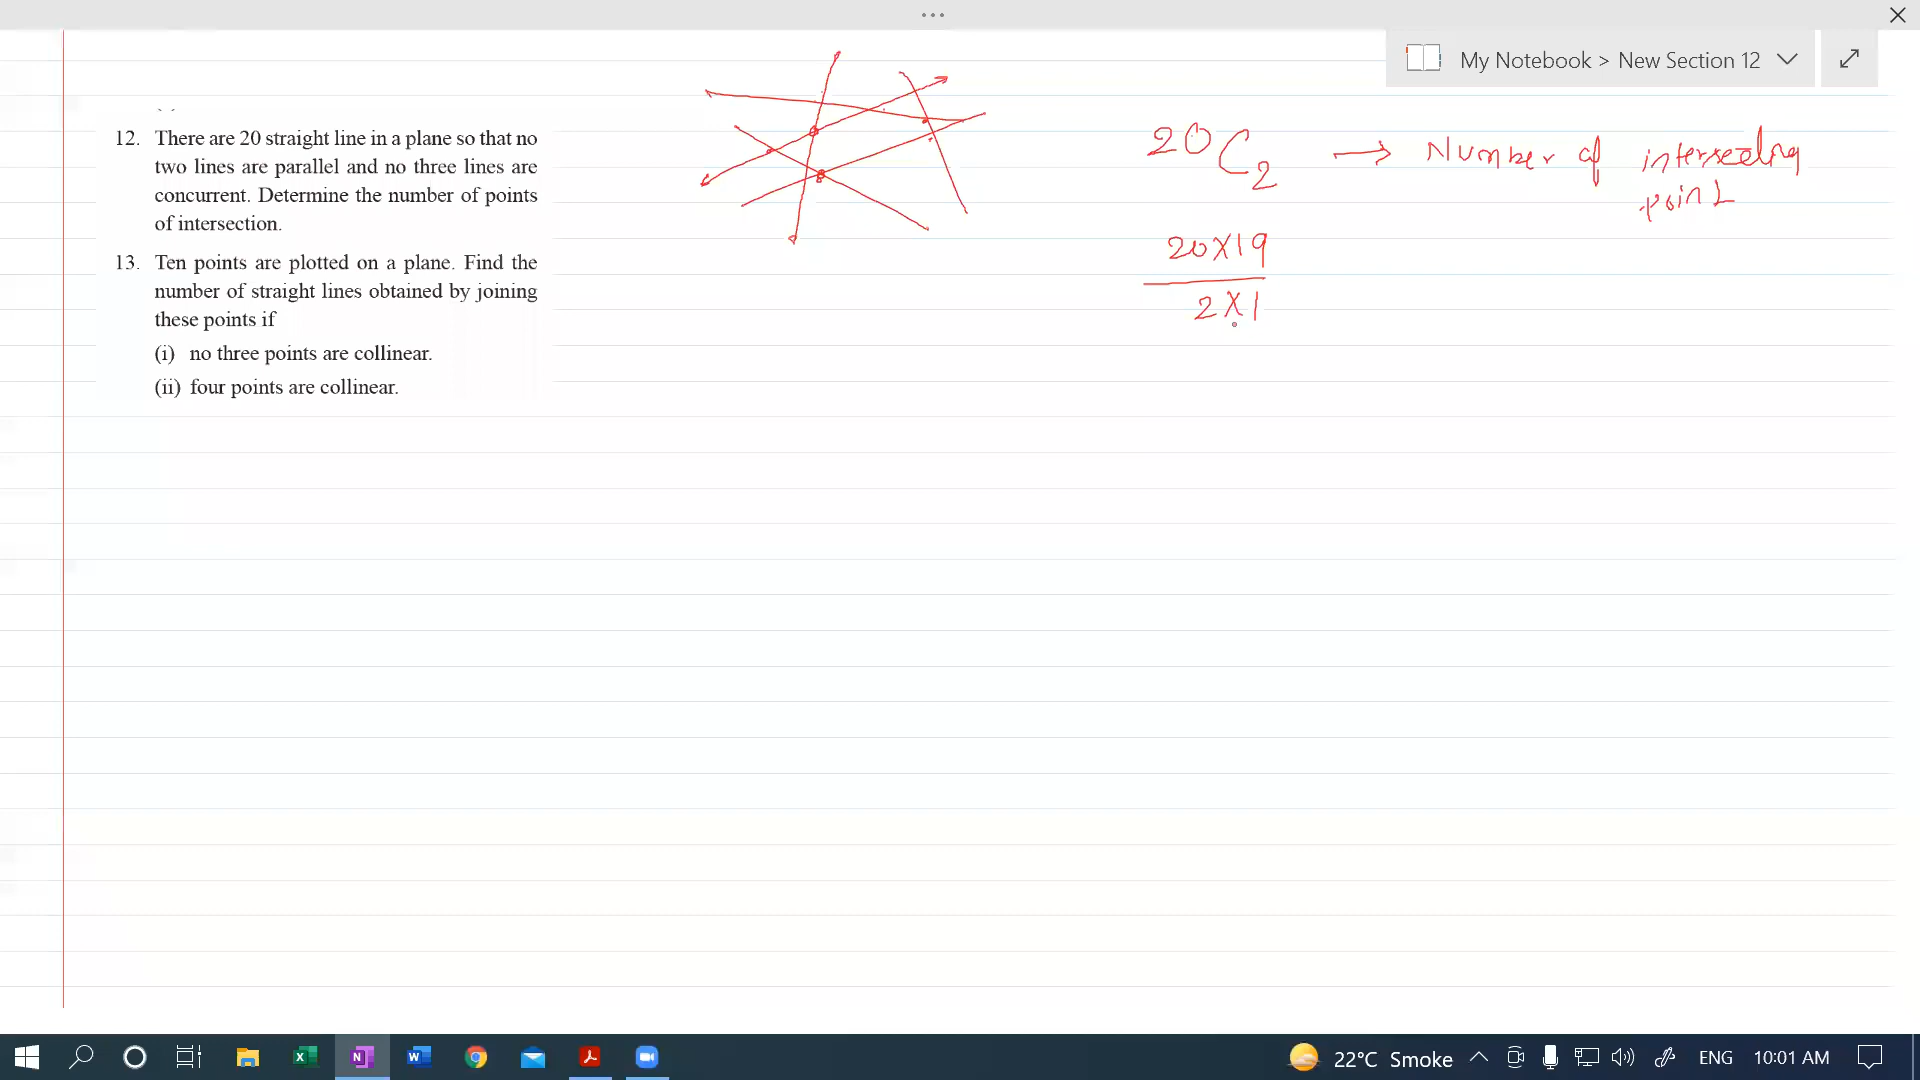 My Notebook > New Section 12
12. There are 20 straight line in a plane so that no
two lines are parallel and no three lines are
concurrent. Determine the number of points
of intersection.
13. Ten points are plotted on a plane. Find the
number of straight lines obtained by joining
these points if
(i) no three points are collinear.
(ii) four points are collinear.
20C2 → Number of intersecting
point
20×19
2×1
22°C Smoke
ENG
10:01 AM